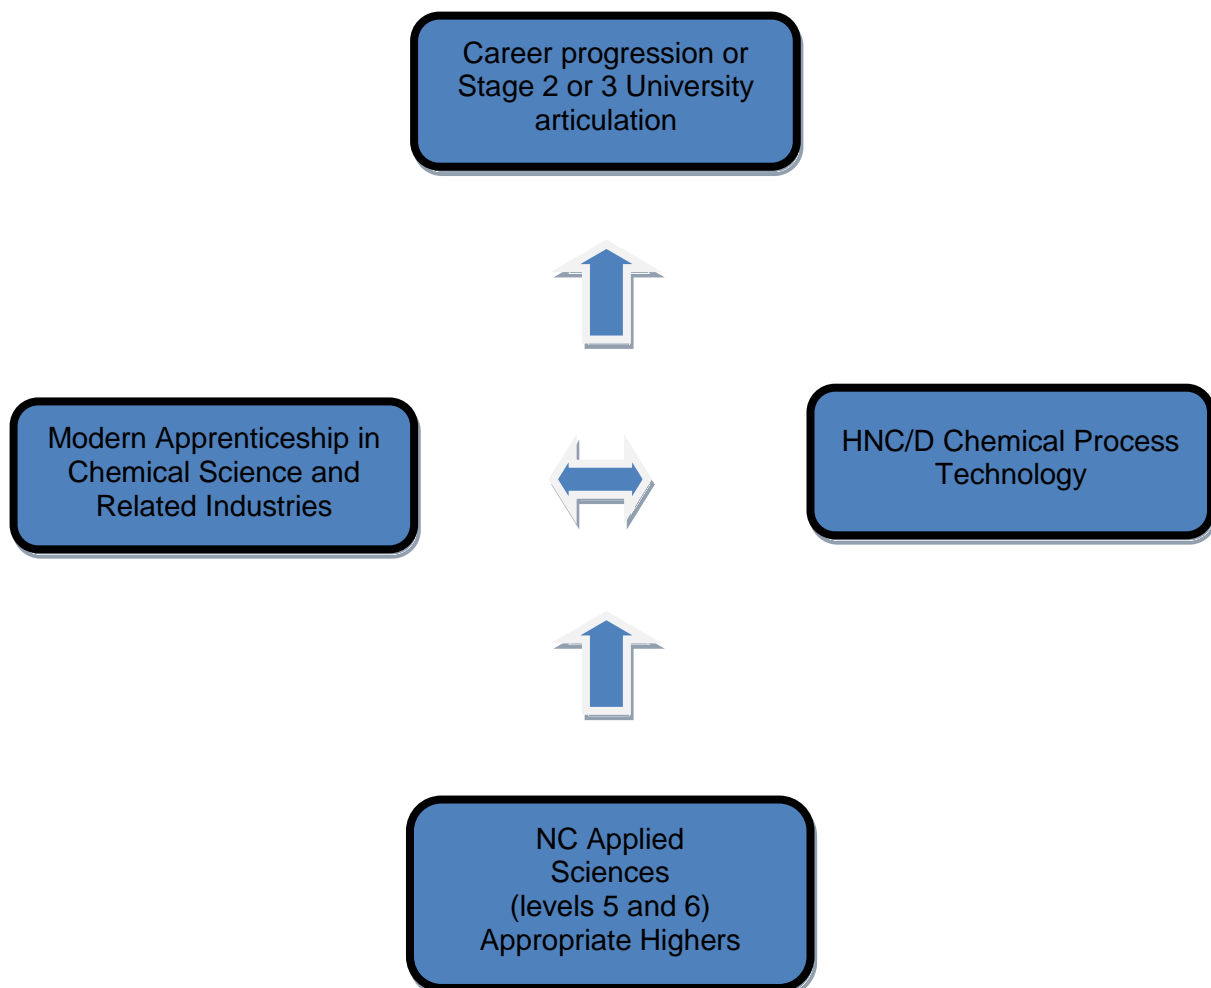 Career progression or
Stage 2 or 3 University
articulation
Modern Apprenticeship in
Chemical Science and
Related Industries
HNC/D Chemical Process
Technology
NC Applied
Sciences
(levels 5 and 6)
Appropriate Highers